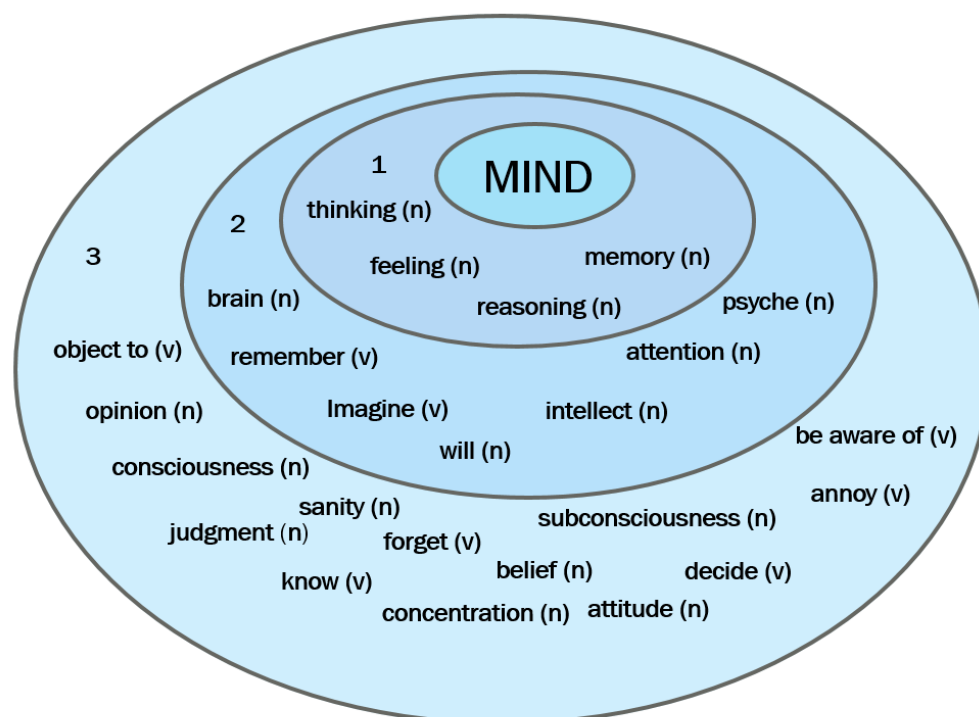 MIND
1
thinking (n)
feeling (n)
memory (n)
reasoning (n)
2
brain (n)
psyche (n)
remember (v)
attention (n)
Imagine (v)
intellect (n)
will (n)
3
object to (v)
opinion (n)
be aware of (v)
consciousness (n)
annoy (v)
sanity (n)
subconsciousness (n)
judgment (n)
forget (v)
belief (n)
decide (v)
know (v)
concentration (n)
attitude (n)